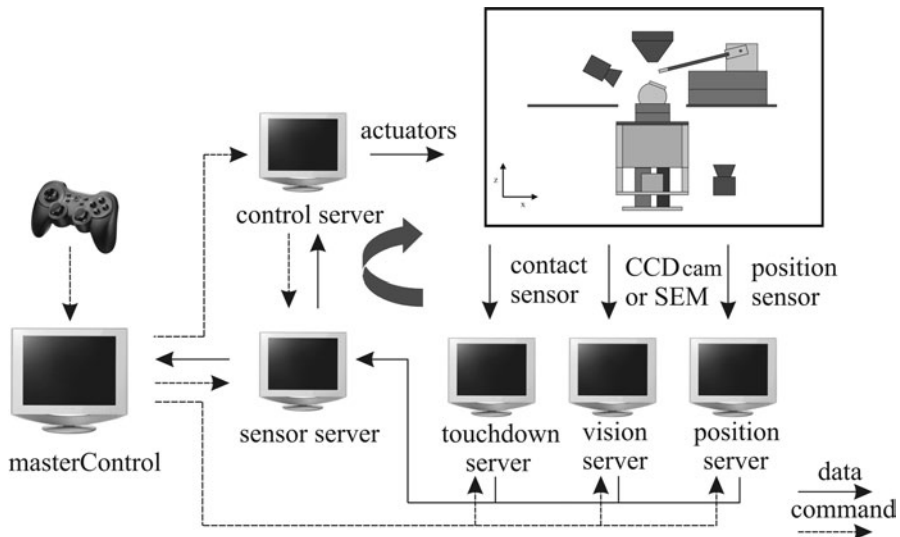 actuators
z
x
control server
contact
sensor
CCD cam
or SEM
position
sensor
masterControl
sensor server
touchdown
server
vision
server
position
server
data
command